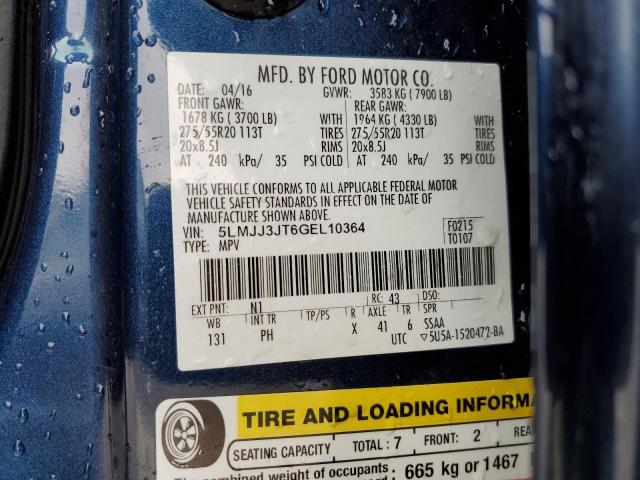 MFD. BY FORD MOTOR CO.
DATE: 04/16 GVWR: 3583 KG (7900 LB)
FRONT GAWR: REAR GAWR:
1678 KG (3700 LB) WITH 1964 KG (4330 LB) WITH
275/55R20 113T TIRES 275/55R20 113T TIRES
20x8.5J RIMS 20x8.5J RIMS
AT 240 kPa/ 35 PSI COLD AT 240 kPa/ 35 PSI COLD
THIS VEHICLE CONFORMS TO ALL APPLICABLE FEDERAL MOTOR
VEHICLE SAFETY STANDARDS IN EFFECT ON THE DATE OF
MANUFACTURE SHOWN ABOVE.
VIN: 5LMJJ3JT6GEL10364 F0215
TYPE: MPV T0107
EXT PNT: N1 RC: 43 DSO:
WB INT TR TP/PS R AXLE TR SPR
131 PH X 41 6 SSAA
UTC ▽5U5A-1520472-BA
TIRE AND LOADING INFORMA
SEATING CAPACITY TOTAL : 7 FRONT: 2 REA
The combined weight of occupants 665 kg or 1467